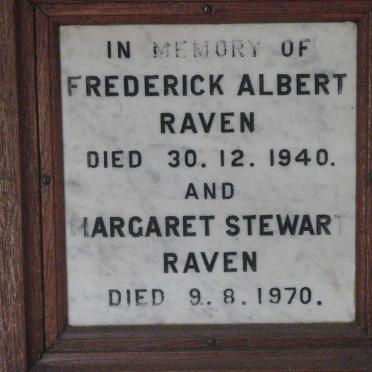 IN MEMORY OF
FREDERICK ALBERT
RAVEN
DIED 30.12.1940.
AND
MARGARET STEWART
RAVEN
DIED 9.8.1970.